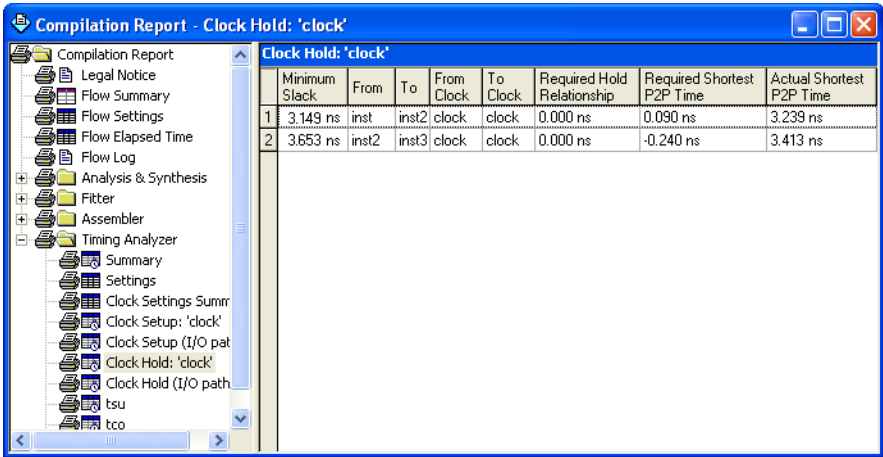 Compilation Report - Clock Hold: 'clock'
Compilation Report
Legal Notice
Flow Summary
Flow Settings
Flow Elapsed Time
Flow Log
Analysis & Synthesis
Fitter
Assembler
Timing Analyzer
Summary
Settings
Clock Settings Summ
Clock Setup: 'clock'
Clock Setup (I/O pat
Clock Hold: 'clock'
Clock Hold (I/O path
tsu
tco
Clock Hold: 'clock'
Minimum Slack From To From Clock To Clock Required Hold Relationship Required Shortest P2P Time Actual Shortest P2P Time
1 3.149 ns inst inst2 clock clock 0.000 ns 0.090 ns 3.239 ns
2 3.653 ns inst2 inst3 clock clock 0.000 ns -0.240 ns 3.413 ns